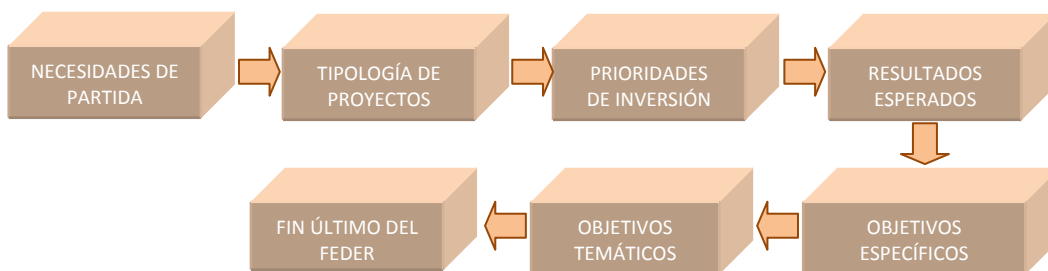 NECESIDADES DE
PARTIDA
TIPOLOGÍA DE
PROYECTOS
PRIORIDADES
DE INVERSIÓN
RESULTADOS
ESPERADOS
OBJETIVOS
ESPECÍFICOS
OBJETIVOS
TEMÁTICOS
FIN ÚLTIMO DEL
FEDER